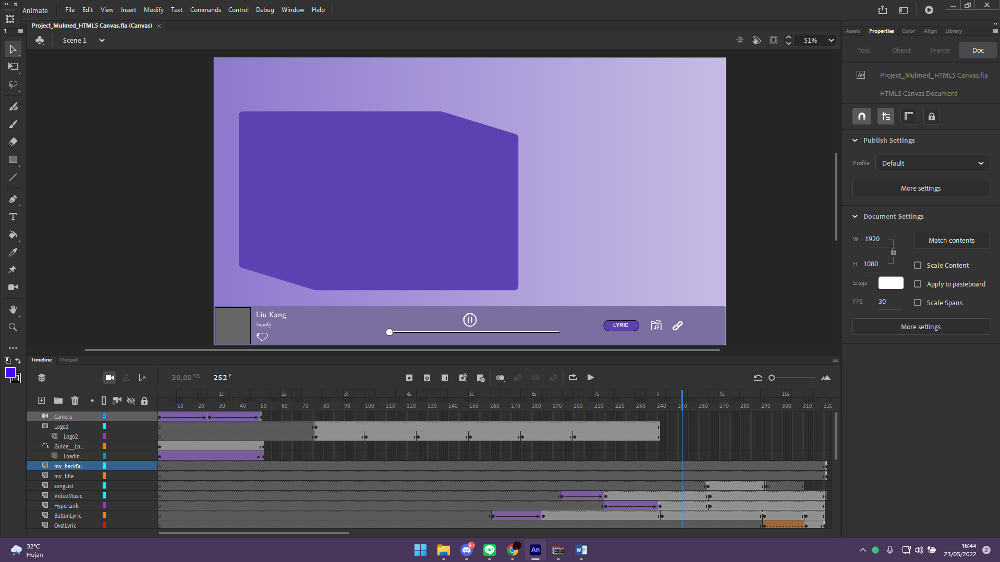 Animate
File Edit View Insert Modify Text Commands Control Debug Window Help
Project_Mulmed_HTML5 Canvas.fla (Canvas)
Scene 1
51%
Assets Properties Color Align Library
Tool Object Frame Doc
An
Project_Mulmed_HTML5 Canvas.fla
HTML5 Canvas Document
Publish Settings
Profile Default
More settings
Document Settings
W 1920
Match contents
H 1080
Scale Content
Stage
Apply to pasteboard
FPS 30
Scale Spans
More settings
Liu Kang
1nonly
LYRIC
Timeline Output
30,00 FPS 252 F
1s 2s 3s 4s 5s 6s 7s 8 9s 10s
10 20 30 40 50 60 70 80 90 100 110 120 130 140 150 160 170 180 190 200 210 220 230 240 250 260 270 280 290 300 310 320
Camera
Logo1
Logo2
Guide__Lo...
Loadin...
mv_backBu...
mv_title
songList
VideoMusic
HyperLink
ButtonLyric
OvalLyric
32°C
Hujan
9+
LINE
An
16:44
23/05/2022
2